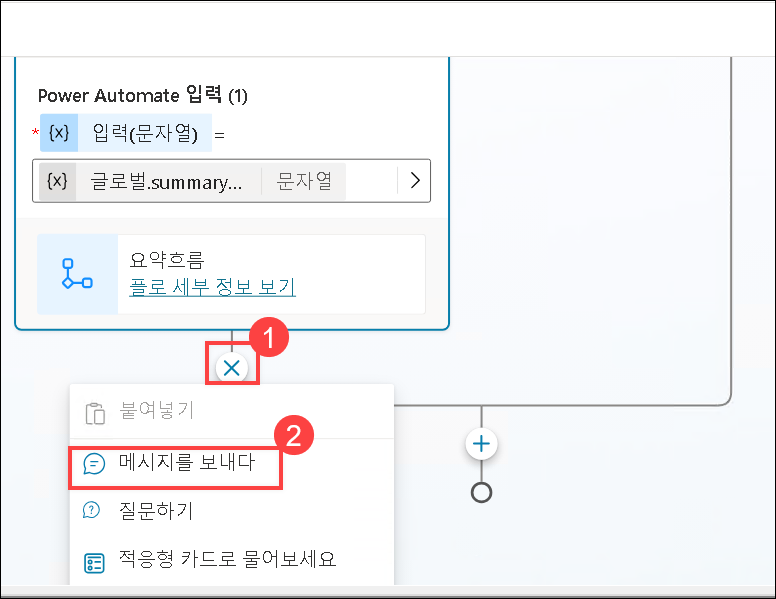 Power Automate 입력 (1)
* {x} 입력(문자열) =
{x} 글로벌.summary... 문자열
요약흐름
플로 세부 정보 보기
1
붙여넣기
2
메시지를 보내다
질문하기
적응형 카드로 물어보세요